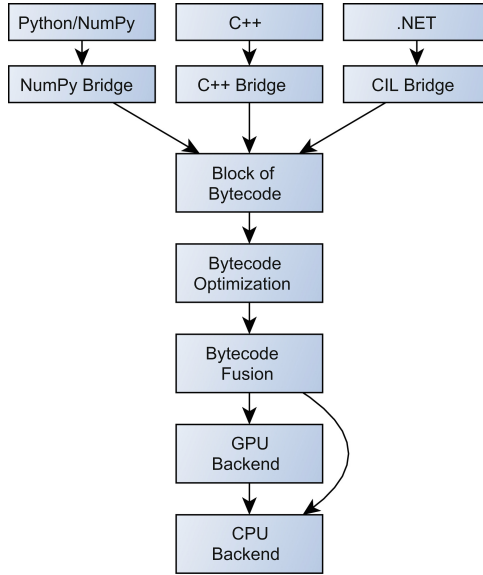 Python/NumPy
C++
.NET
NumPy Bridge
C++ Bridge
CIL Bridge
Block of
Bytecode
Bytecode
Optimization
Bytecode
Fusion
GPU
Backend
CPU
Backend